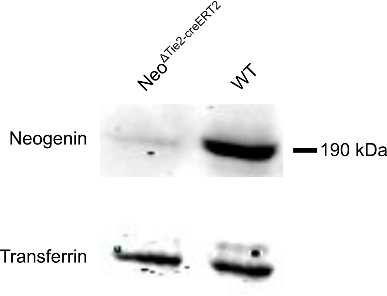 Neo^ΔTie2-creERT2
WT
Neogenin
190 kDa
Transferrin